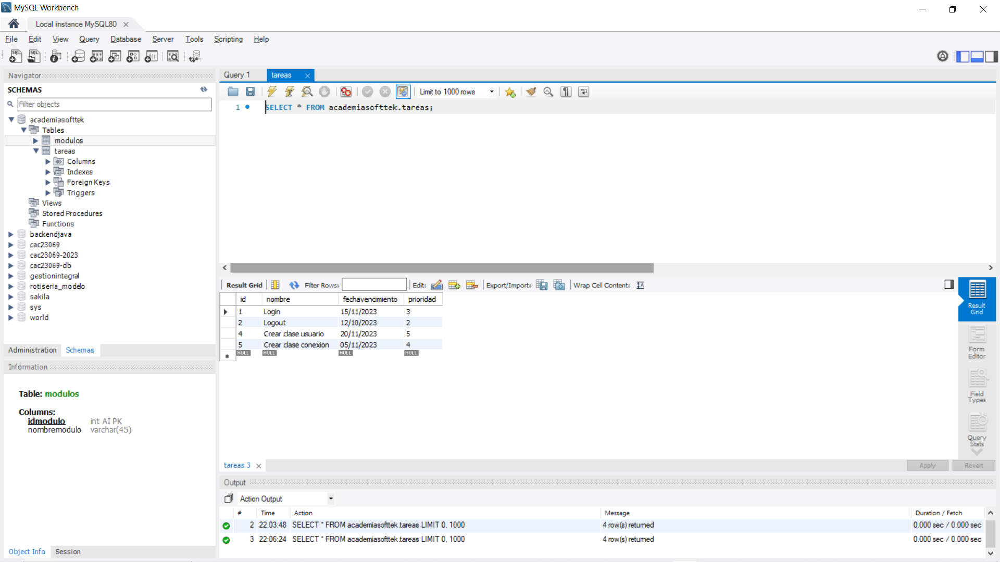 MySQL Workbench
Local instance MySQL80
File Edit View Query Database Server Tools Scripting Help
Navigator
SCHEMAS
Filter objects
academiasofttek
Tables
modulos
tareas
Columns
Indexes
Foreign Keys
Triggers
Views
Stored Procedures
Functions
backendjava
cac23069
cac23069-2023
cac23069-db
gestionintegral
rotiseria_modelo
sakila
sys
world
Administration Schemas
Information
Table: modulos
Columns:
idmodulo int AI PK
nombremodulo varchar(45)
Object Info Session
Query 1 tareas
Limit to 1000 rows
1 SELECT * FROM academiasofttek.tareas;
Result Grid Filter Rows: Edit: Export/Import: Wrap Cell Content:
id nombre fechavencimiento prioridad
1 Login 15/11/2023 3
2 Logout 12/10/2023 2
4 Crear clase usuario 20/11/2023 5
5 Crear clase conexion 05/11/2023 4
NULL NULL NULL NULL
Result
Grid
Form
Editor
Field
Types
Query
Stats
tareas 3
Apply Revert
Output
Action Output
# Time Action Message Duration / Fetch
2 22:03:48 SELECT * FROM academiasofttek.tareas LIMIT 0, 1000 4 row(s) returned 0.000 sec / 0.000 sec
3 22:06:24 SELECT * FROM academiasofttek.tareas LIMIT 0, 1000 4 row(s) returned 0.000 sec / 0.000 sec